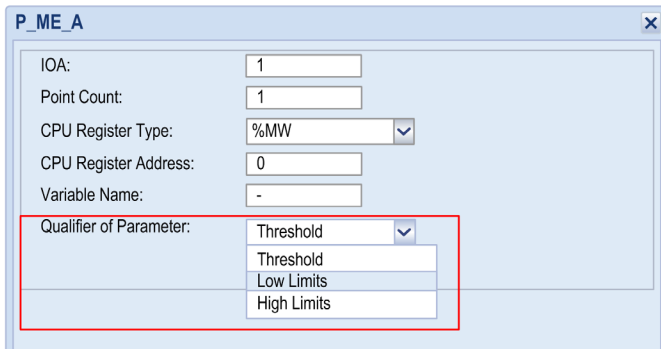 P_ME_A
IOA: 1
Point Count: 1
CPU Register Type: %MW
CPU Register Address: 0
Variable Name: -
Qualifier of Parameter: Threshold
Threshold
Low Limits
High Limits